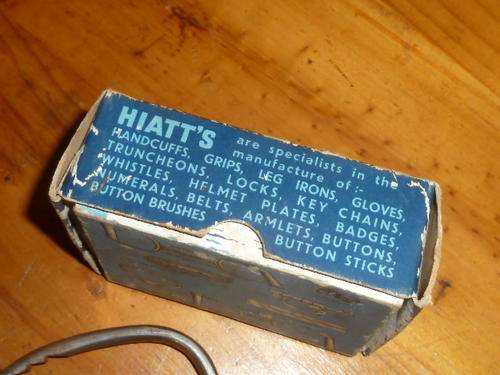 HIATT'S are specialists in the
manufacture of:-
HANDCUFFS, GRIPS, LEG IRONS, GLOVES,
TRUNCHEONS, LOCKS, KEY CHAINS,
WHISTLES, HELMET PLATES, BADGES,
NUMERALS, BELTS, ARMLETS, BUTTONS,
BUTTON BRUSHES BUTTON STICKS